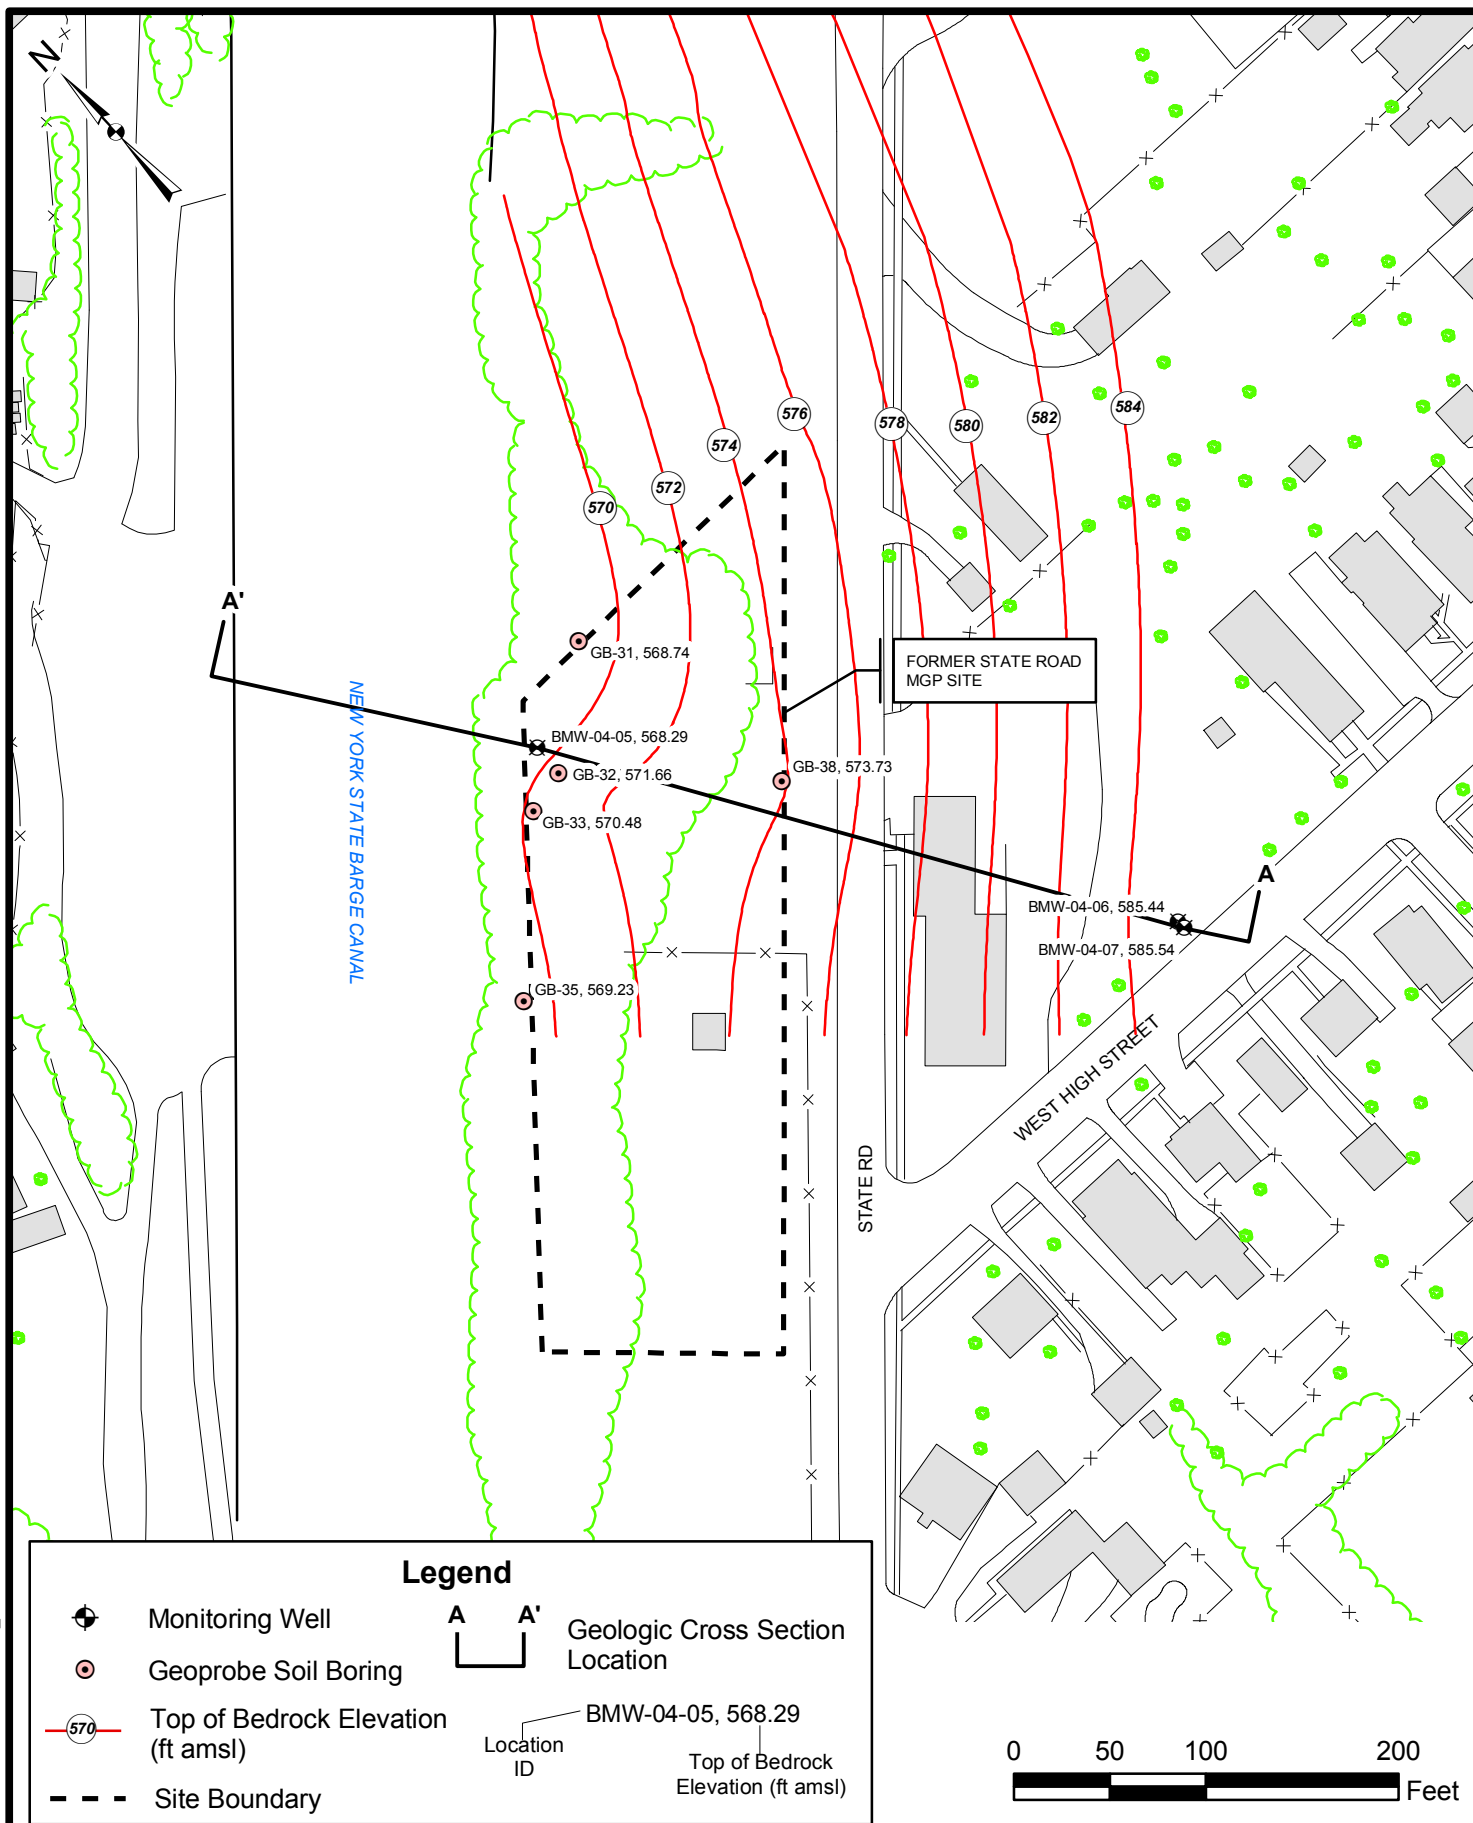 N
576
578
580
582
584
574
572
570
A'
GB-31, 568.74
FORMER STATE ROAD
MGP SITE
NEW YORK STATE BARGE CANAL
BMW-04-05, 568.29
GB-32, 571.66
GB-38, 573.73
GB-33, 570.48
A
BMW-04-06, 585.44
BMW-04-07, 585.54
GB-35, 569.23
WEST HIGH STREET
STATE RD
Legend
Monitoring Well
Geoprobe Soil Boring
570
Top of Bedrock Elevation
(ft amsl)
Site Boundary
A A'
Geologic Cross Section
Location
BMW-04-05, 568.29
Location
ID
Top of Bedrock
Elevation (ft amsl)
0 50 100 200
Feet